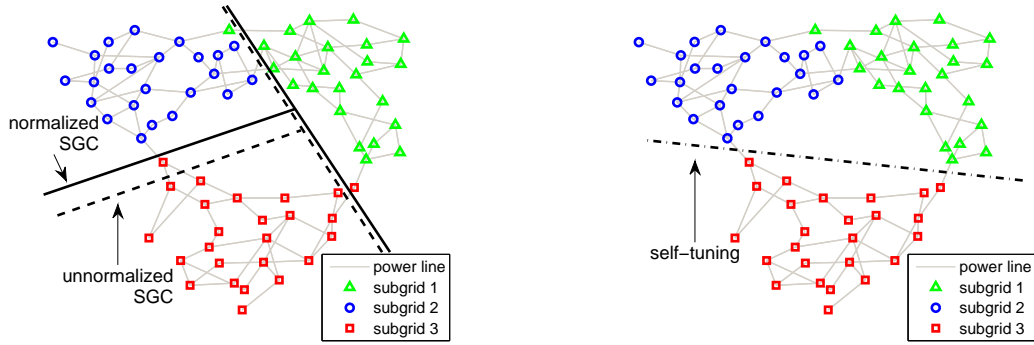 normalized
SGC
unnormalized
SGC
power line
subgrid 1
subgrid 2
subgrid 3
self−tuning
power line
subgrid 1
subgrid 2
subgrid 3